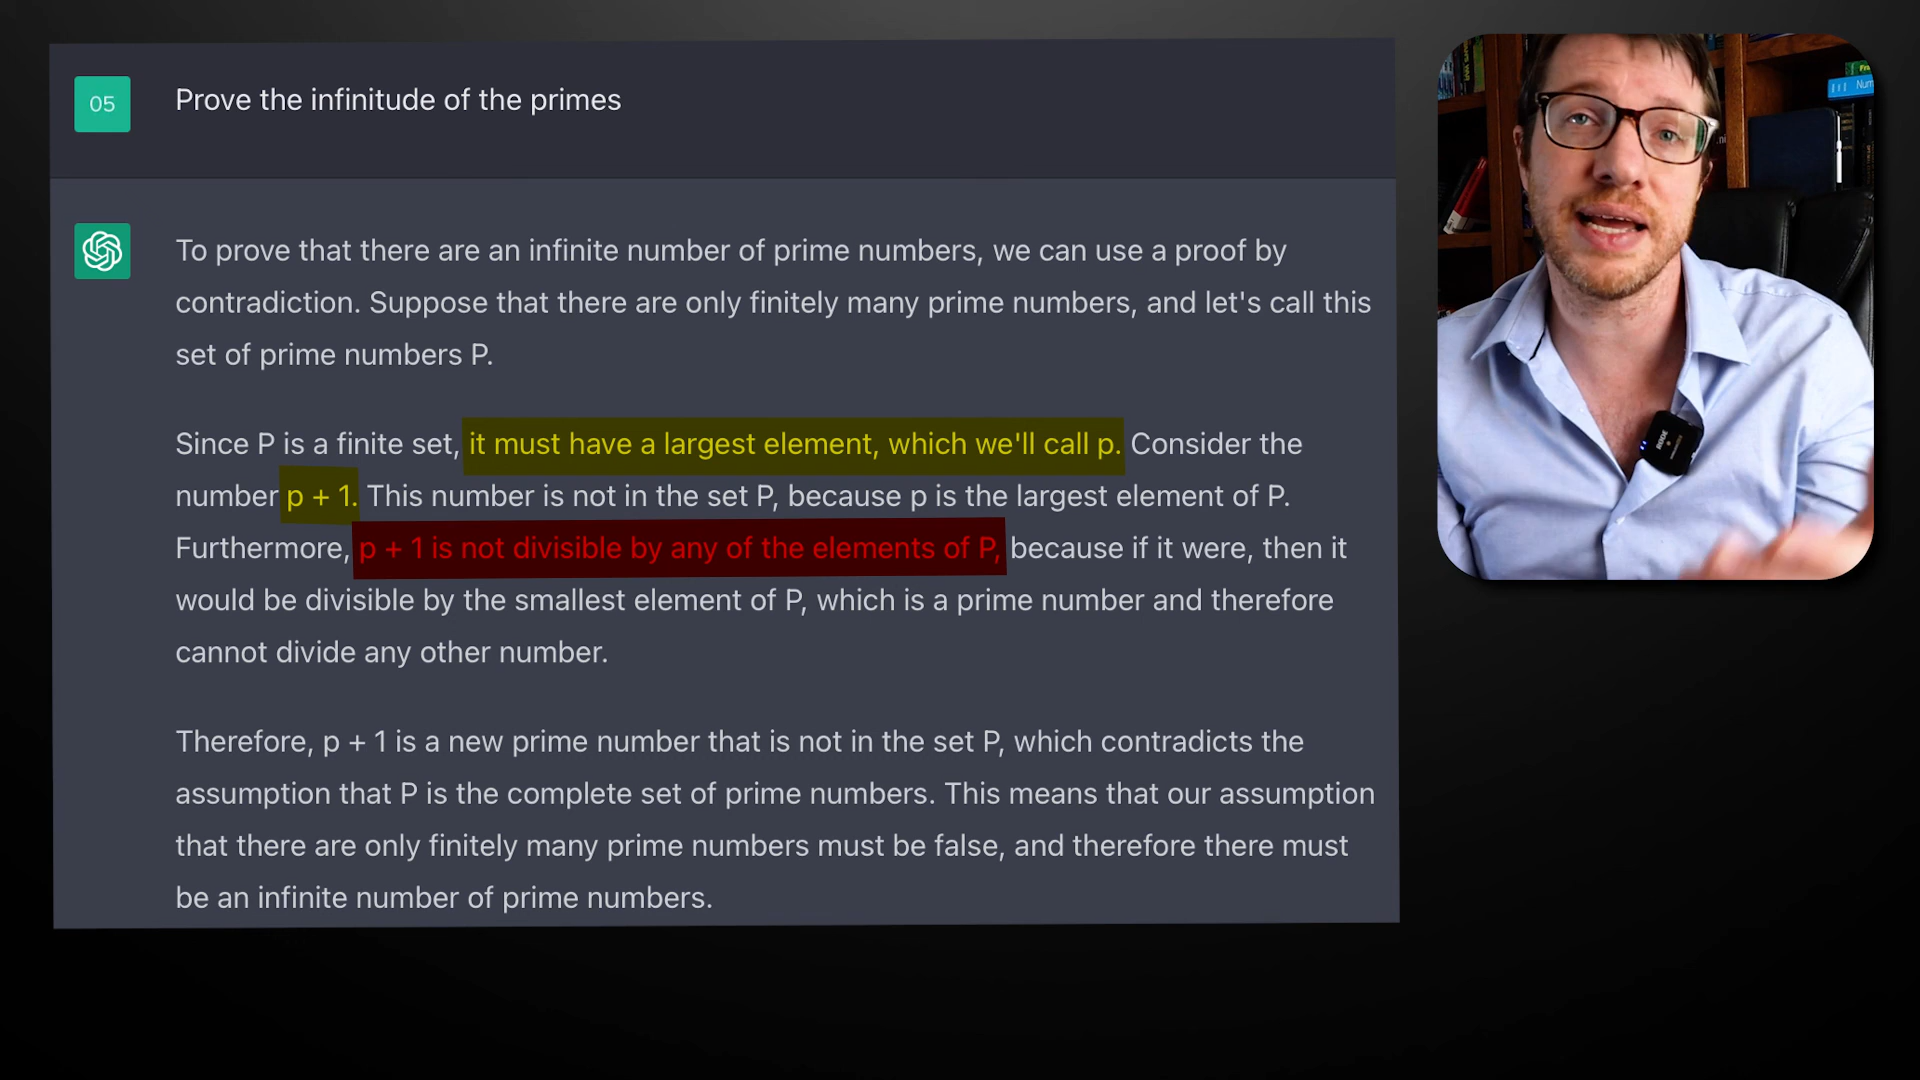 05
Prove the infinitude of the primes
To prove that there are an infinite number of prime numbers, we can use a proof by
contradiction. Suppose that there are only finitely many prime numbers, and let's call this
set of prime numbers P.
Since P is a finite set, it must have a largest element, which we'll call p. Consider the
number p + 1. This number is not in the set P, because p is the largest element of P.
Furthermore, p + 1 is not divisible by any of the elements of P, because if it were, then it
would be divisible by the smallest element of P, which is a prime number and therefore
cannot divide any other number.
Therefore, p + 1 is a new prime number that is not in the set P, which contradicts the
assumption that P is the complete set of prime numbers. This means that our assumption
that there are only finitely many prime numbers must be false, and therefore there must
be an infinite number of prime numbers.
RODE